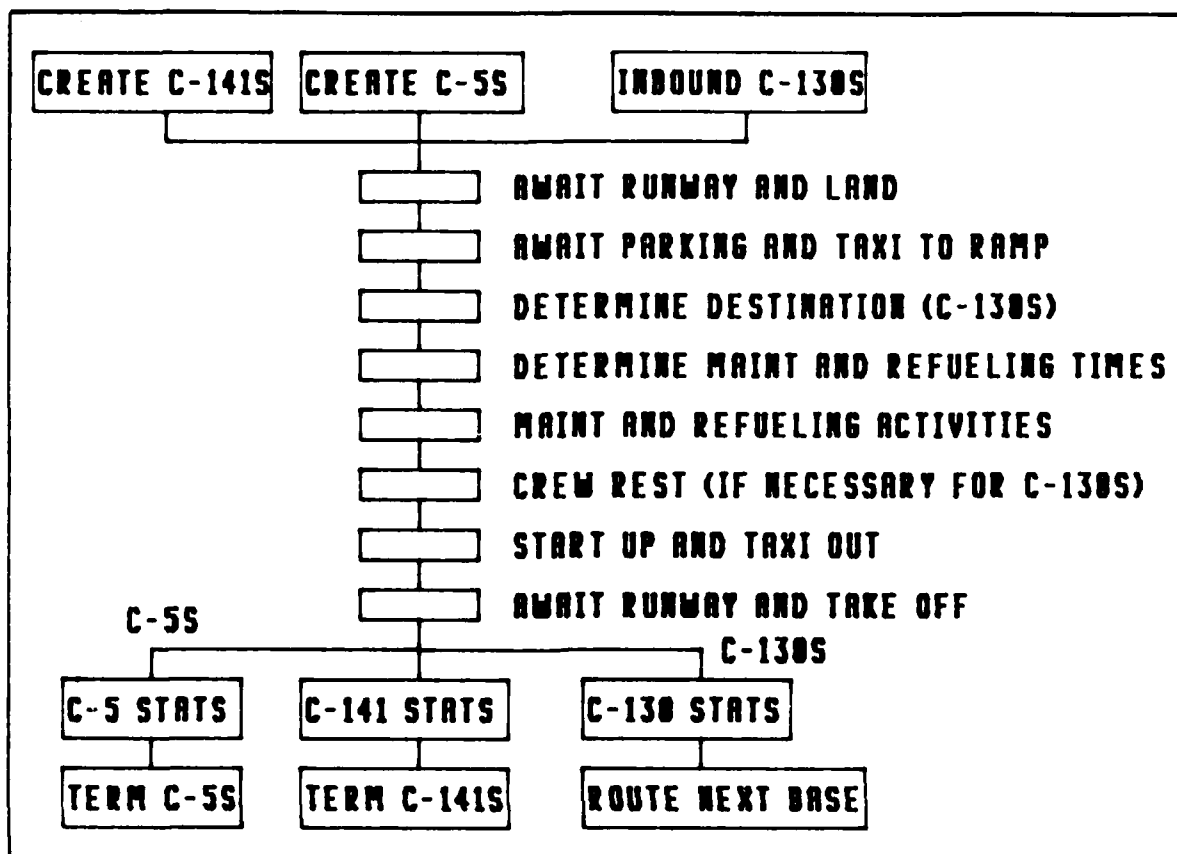 CREATE C-141S CREATE C-5S INBOUND C-130S
AWAIT RUNWAY AND LAND
AWAIT PARKING AND TAXI TO RAMP
DETERMINE DESTINATION (C-130S)
DETERMINE MAINT AND REFUELING TIMES
MAINT AND REFUELING ACTIVITIES
CREW REST (IF NECESSARY FOR C-130S)
START UP AND TAXI OUT
AWAIT RUNWAY AND TAKE OFF
C-5S
C-130S
C-5 STATS C-141 STATS C-130 STATS
TERM C-5S TERM C-141S ROUTE NEXT BASE